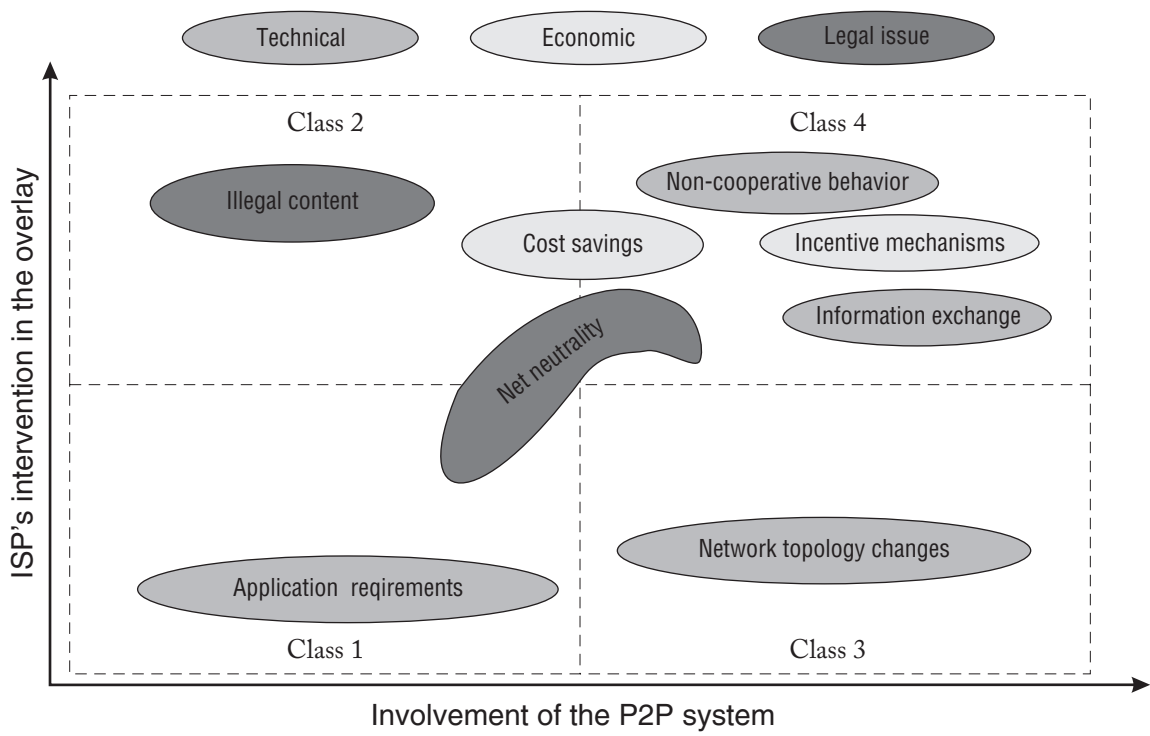 Technical
Economic
Legal issue
Class 2
Class 4
Illegal content
Non-cooperative behavior
Cost savings
Incentive mechanisms
Information exchange
Net neutrality
Network topology changes
Application reqirements
Class 1
Class 3
ISP's intervention in the overlay
Involvement of the P2P system